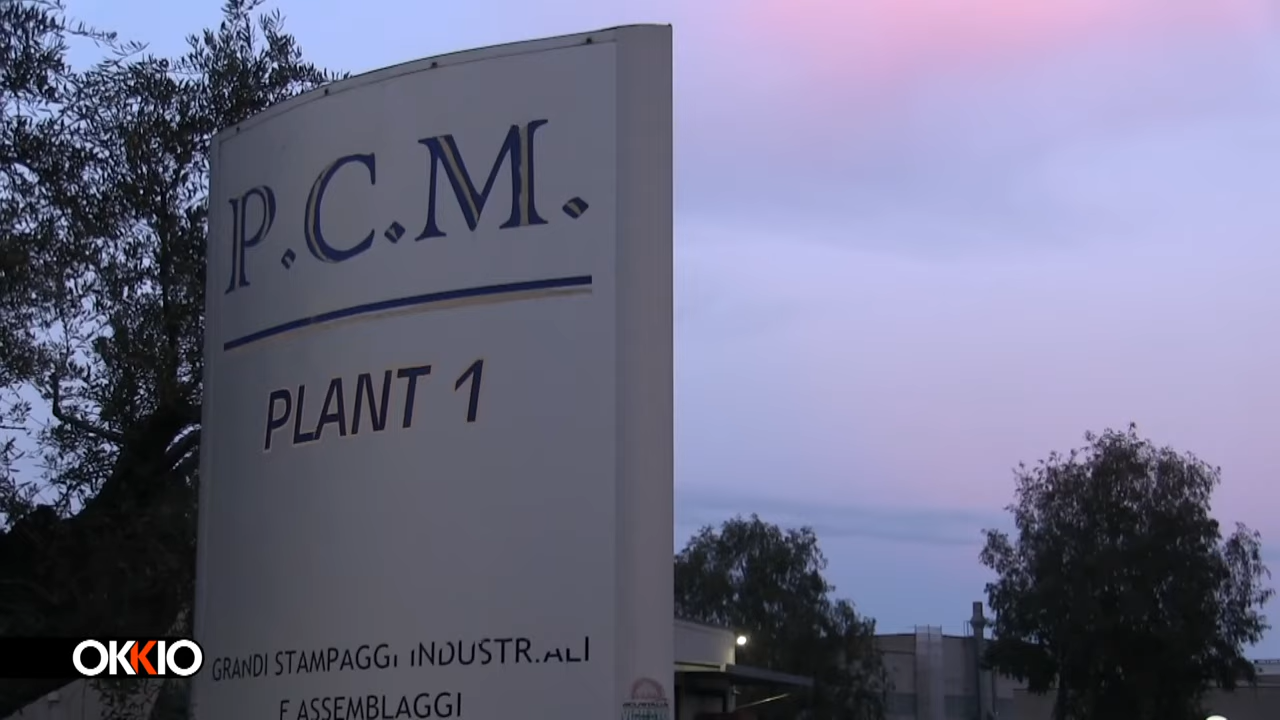 P.C.M.
PLANT 1
GRANDI STAMPAGGI INDUSTRIALI
E ASSEMBLAGGI
OKKIO